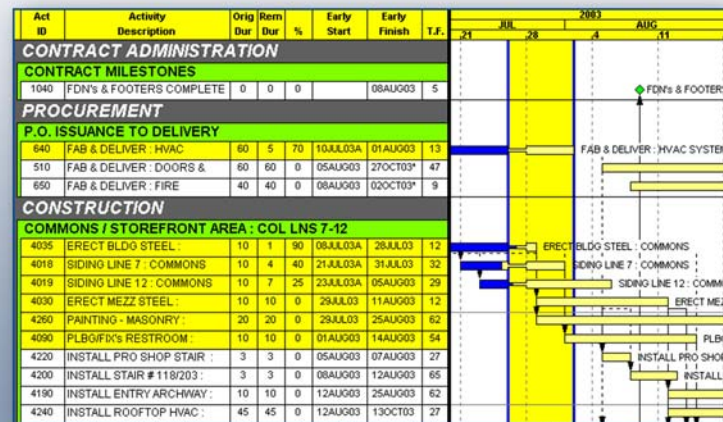 Act Activity Orig Rem Early Early 2003
ID Description Dur Dur % Start Finish T.F. JUL AUG
21 28 4 11
CONTRACT ADMINISTRATION
CONTRACT MILESTONES
1040 FDN's & FOOTERS COMPLETE 0 0 0 08AUG03 5 FDN's & FOOTERS
PROCUREMENT
P.O. ISSUANCE TO DELIVERY
640 FAB & DELIVER : HVAC 60 5 70 10JUL03A 01AUG03 13 FAB & DELIVER : HVAC SYSTEM
510 FAB & DELIVER : DOORS & 60 60 0 05AUG03 27OCT03* 47
650 FAB & DELIVER : FIRE 40 40 0 08AUG03 02OCT03* 9
CONSTRUCTION
COMMONS / STOREFRONT AREA : COL LNS 7-12
4035 ERECT BLDG STEEL : 10 1 90 08JUL03A 28JUL03 12 ERECT BLDG STEEL : COMMONS
4018 SIDING LINE 7 : COMMONS 10 4 40 21JUL03A 31JUL03 32 SIDING LINE 7 : COMMONS
4019 SIDING LINE 12 : COMMONS 10 7 25 23JUL03A 05AUG03 29 SIDING LINE 12 : COMM
4030 ERECT MEZZ STEEL : 10 10 0 29JUL03 11AUG03 12 ERECT MEZ
4260 PAINTING - MASONRY : 20 20 0 29JUL03 25AUG03 62
4090 PLBG/FIX's RESTROOM : 10 10 0 01AUG03 14AUG03 54 PLB
4220 INSTALL PRO SHOP STAIR : 3 3 0 05AUG03 07AUG03 27 INSTALL PRO SHOP
4200 INSTALL STAIR # 118/203 : 3 3 0 08AUG03 12AUG03 65 INSTALL
4190 INSTALL ENTRY ARCHWAY : 10 10 0 12AUG03 25AUG03 62
4240 INSTALL ROOFTOP HVAC : 45 45 0 12AUG03 13OCT03 27